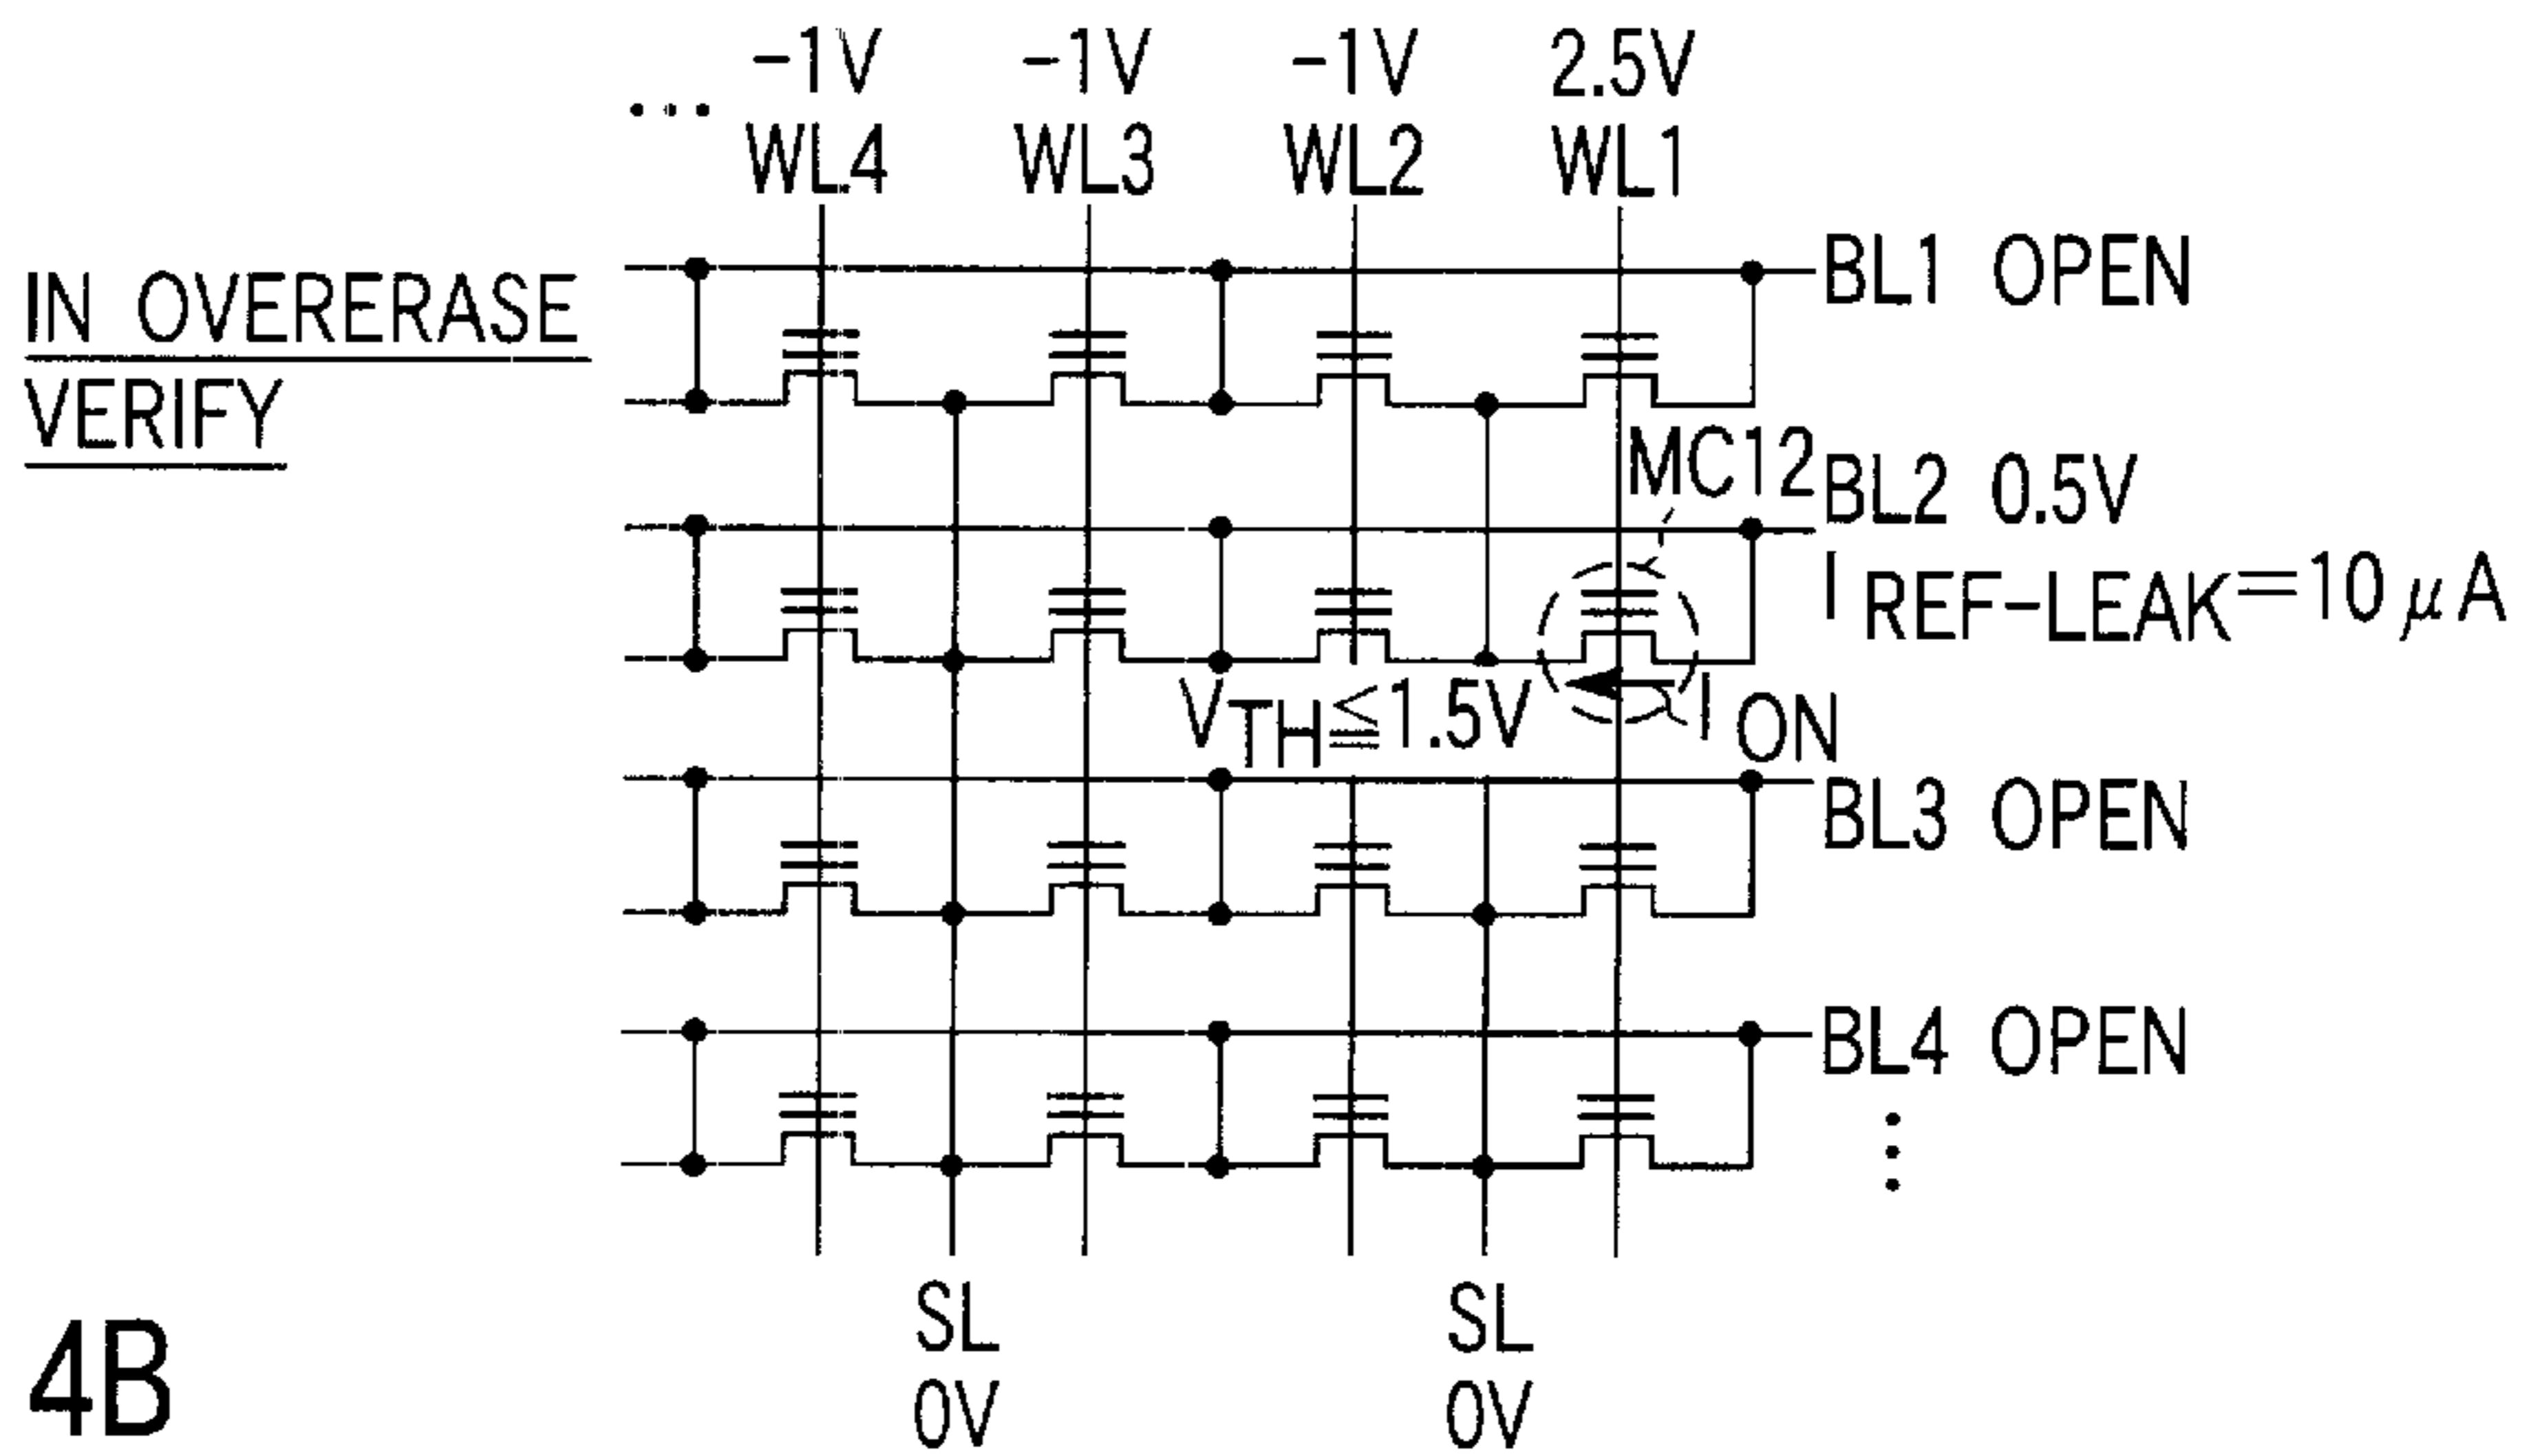 -1V -1V -1V 2.5V
... WL4 WL3 WL2 WL1
IN OVERERASE
VERIFY
BL1 OPEN
MC12
BL2 0.5V
I REF-LEAK=10μA
VTH≦1.5V
I ON
BL3 OPEN
BL4 OPEN
⋮
SL SL
0V 0V
4B